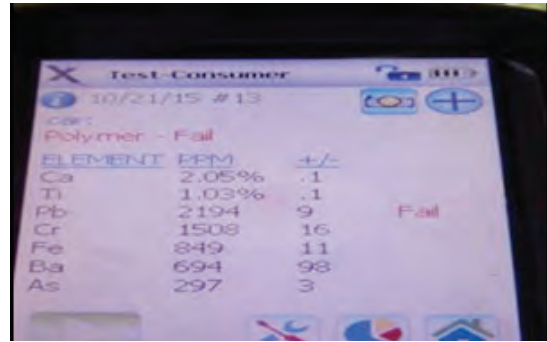 Test-Consumer
10/21/15 #13
car:
Polymer - Fail
ELEMENT PPM +/-
Ca 2.05% .1
Ti 1.03% .1
Pb 2194 9 Fail
Cr 1508 16
Fe 849 11
Ba 694 98
As 297 3